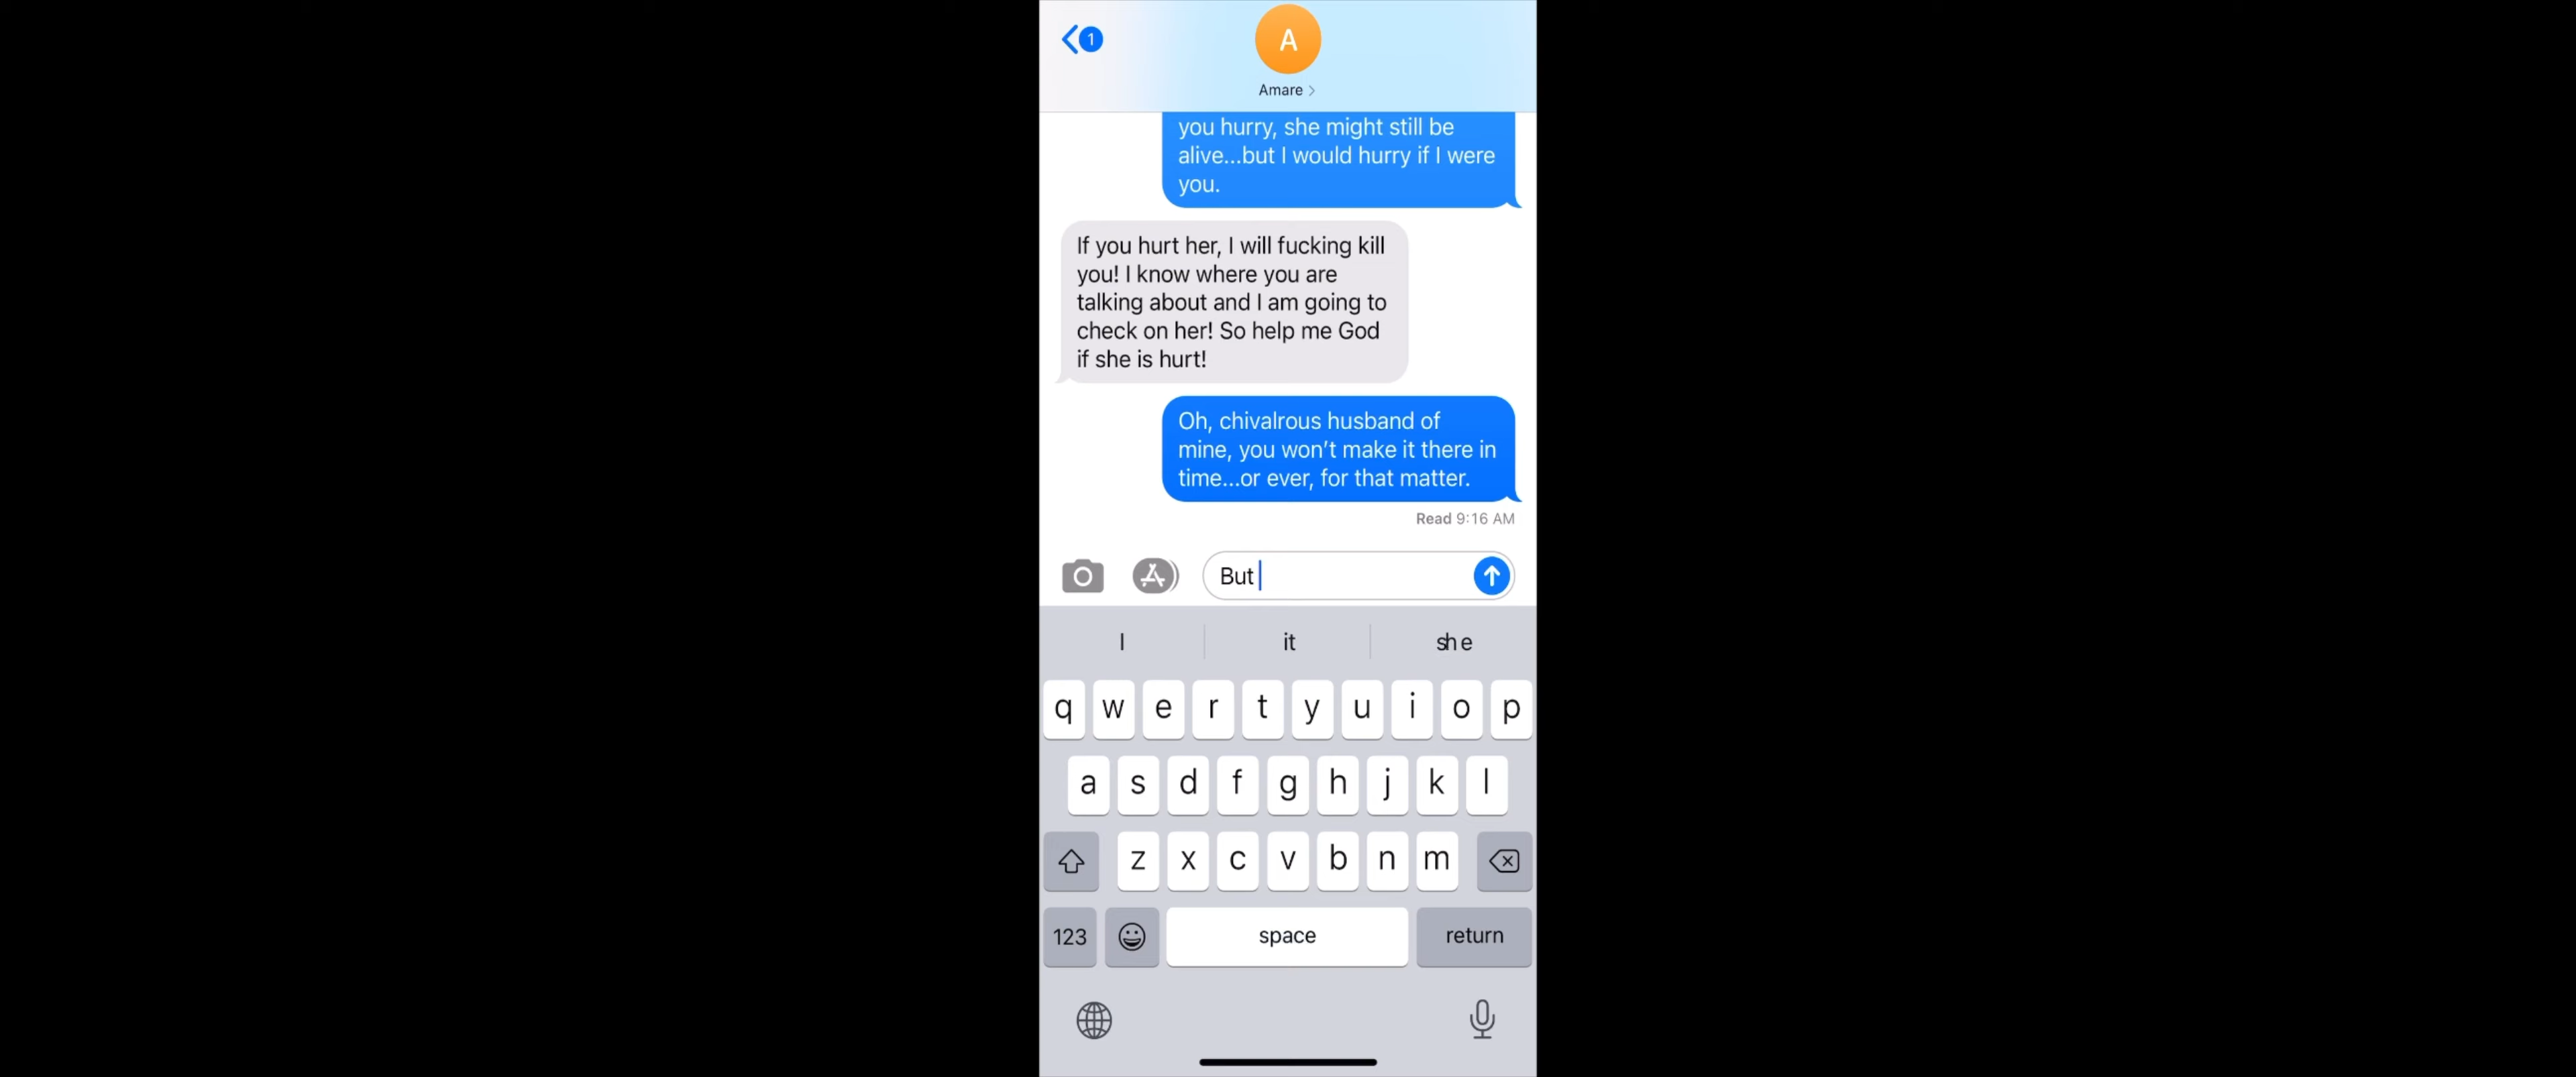 1
A
Amare
you hurry, she might still be
alive...but I would hurry if I were
you.
If you hurt her, I will fucking kill
you! I know where you are
talking about and I am going to
check on her! So help me God
if she is hurt!
Oh, chivalrous husband of
mine, you won't make it there in
time...or ever, for that matter.
Read 9:16 AM
But
I it she
q w e r t y u i o p
a s d f g h j k l
z x c v b n m
123 space return